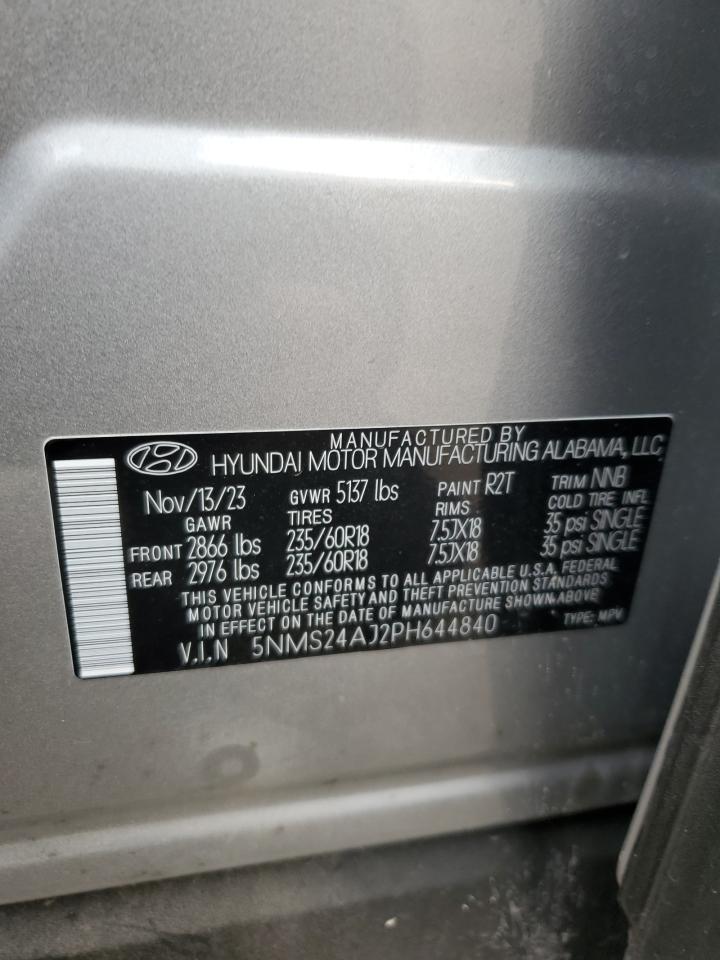 MANUFACTURED BY
HYUNDAI MOTOR MANUFACTURING ALABAMA, LLC
Nov/13/23 GVWR 5137 lbs PAINT R2T TRIM NNB
GAWR TIRES RIMS COLD TIRE INFL
FRONT 2866 lbs 235/60R18 7.5JX18 35 psi SINGLE
REAR 2976 lbs 235/60R18 7.5JX18 35 psi SINGLE
THIS VEHICLE CONFORMS TO ALL APPLICABLE U.S.A. FEDERAL
MOTOR VEHICLE SAFETY AND THEFT PREVENTION STANDARDS
IN EFFECT ON THE DATE OF MANUFACTURE SHOWN ABOVE
V.I.N 5NMS24AJ2PH644840 TYPE: MPV